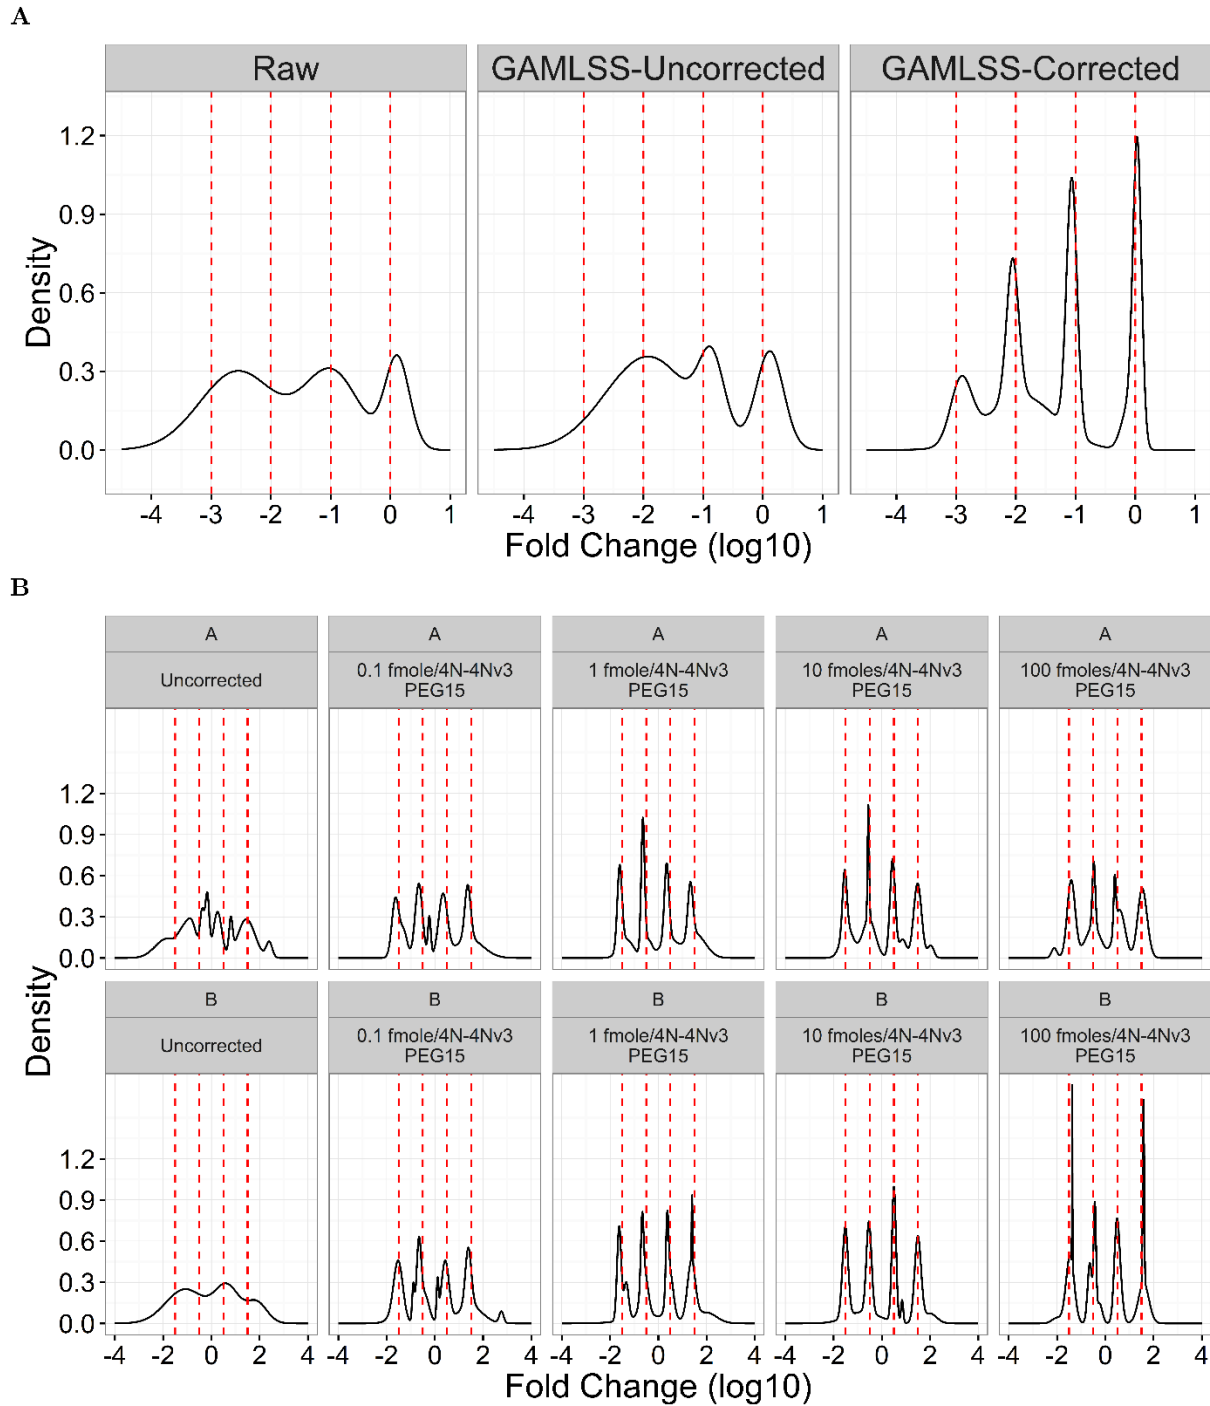 A
Raw GAMLSS-Uncorrected GAMLSS-Corrected
1.2
0.9
0.6
0.3
0.0
Density
-4 -3 -2 -1 0 1 -4 -3 -2 -1 0 1 -4 -3 -2 -1 0 1
Fold Change (log10)
B
A A A A A
Uncorrected 0.1 fmole/4N-4Nv3 1 fmole/4N-4Nv3 10 fmoles/4N-4Nv3 100 fmoles/4N-4Nv3
PEG15 PEG15 PEG15 PEG15
1.2
0.9
0.6
0.3
0.0
Density
B B B B B
Uncorrected 0.1 fmole/4N-4Nv3 1 fmole/4N-4Nv3 10 fmoles/4N-4Nv3 100 fmoles/4N-4Nv3
PEG15 PEG15 PEG15 PEG15
1.2
0.9
0.6
0.3
0.0
-4 -2 0 2 4 -4 -2 0 2 4 -4 -2 0 2 4 -4 -2 0 2 4 -4 -2 0 2 4
Fold Change (log10)